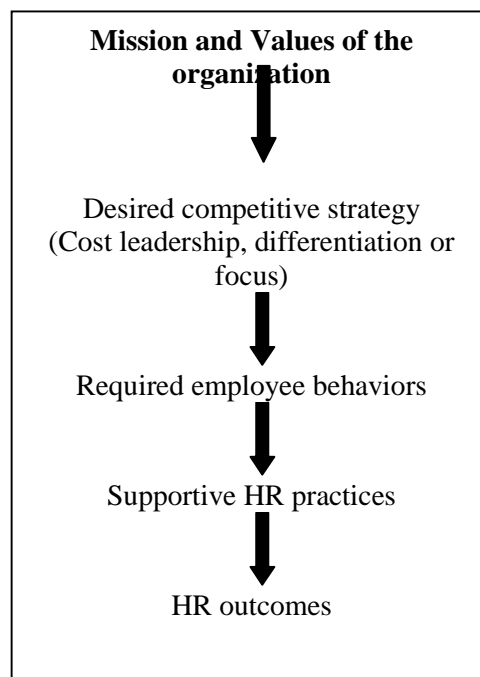 Mission and Values of the
organization
Desired competitive strategy
(Cost leadership, differentiation or
focus)
Required employee behaviors
Supportive HR practices
HR outcomes